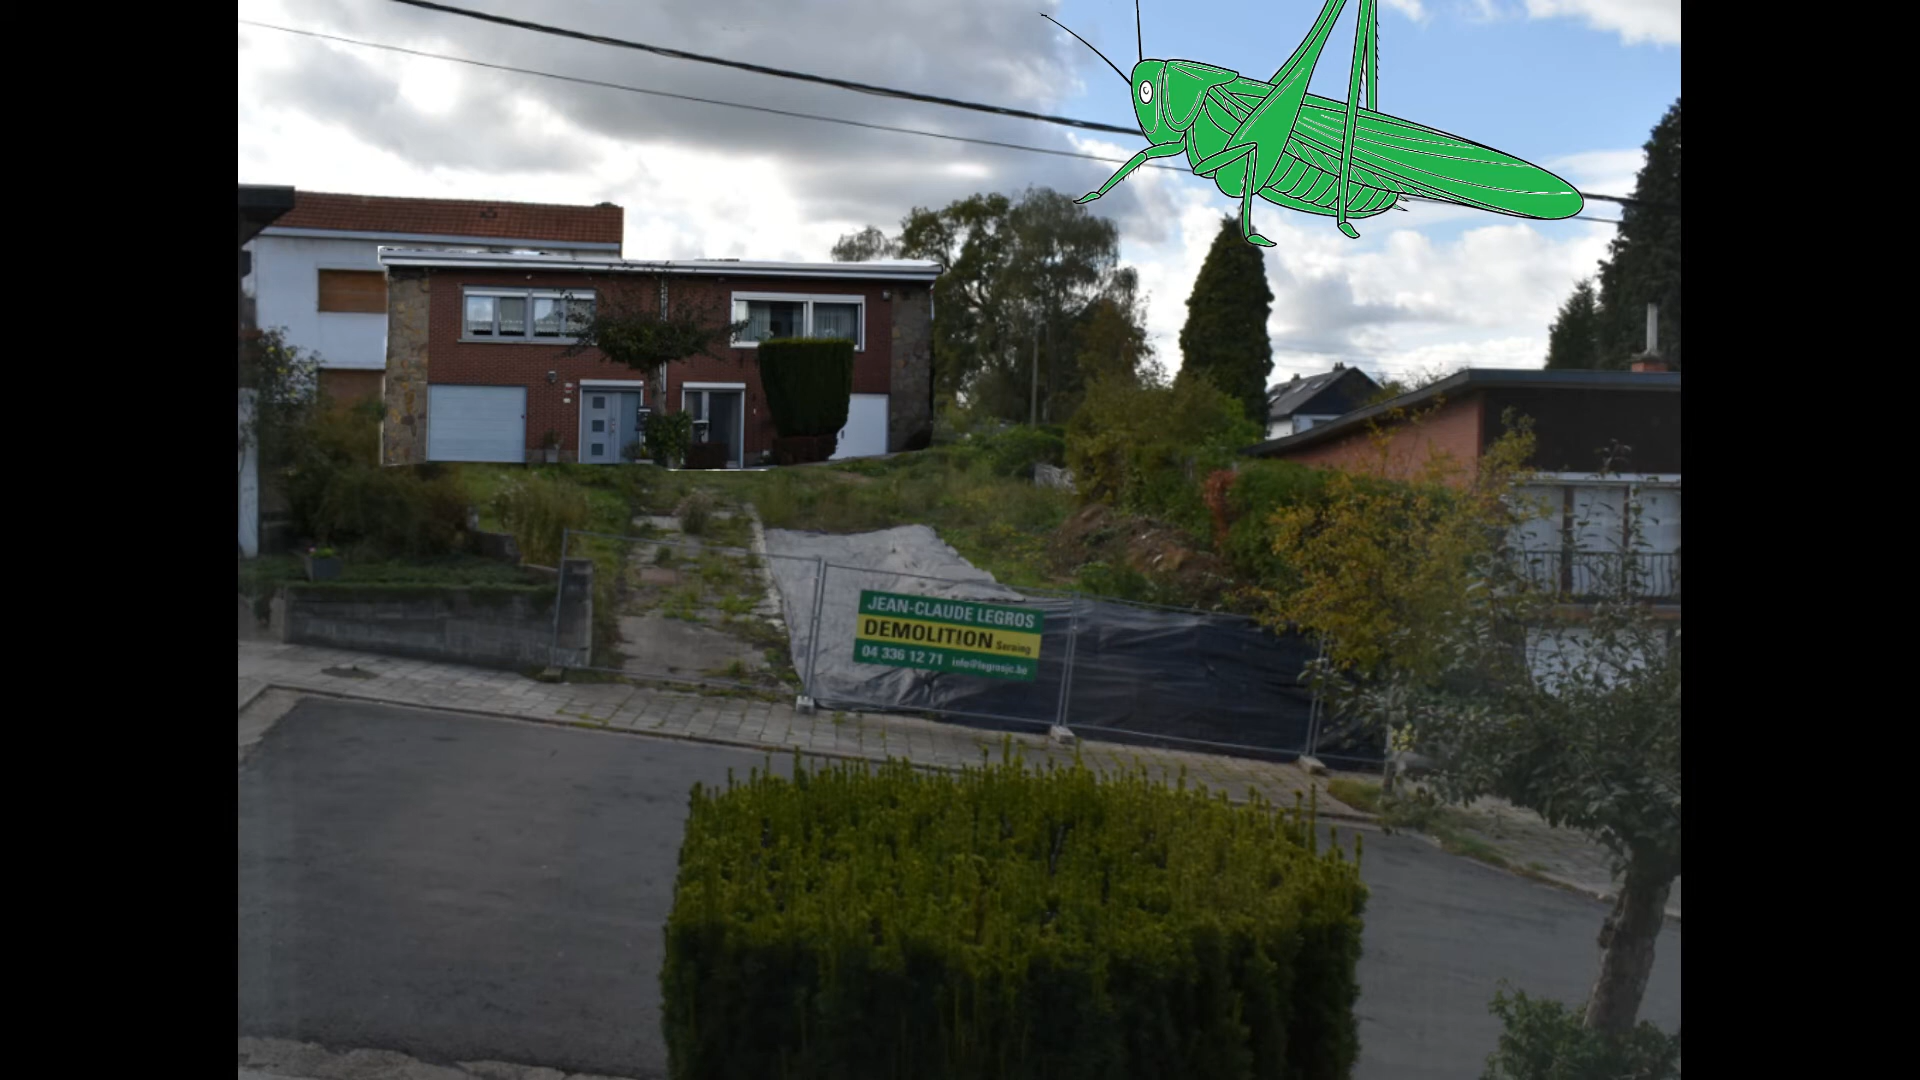 JEAN-CLAUDE LEGROS
DEMOLITION Seraing
04 336 12 71 info@legrosjc.be